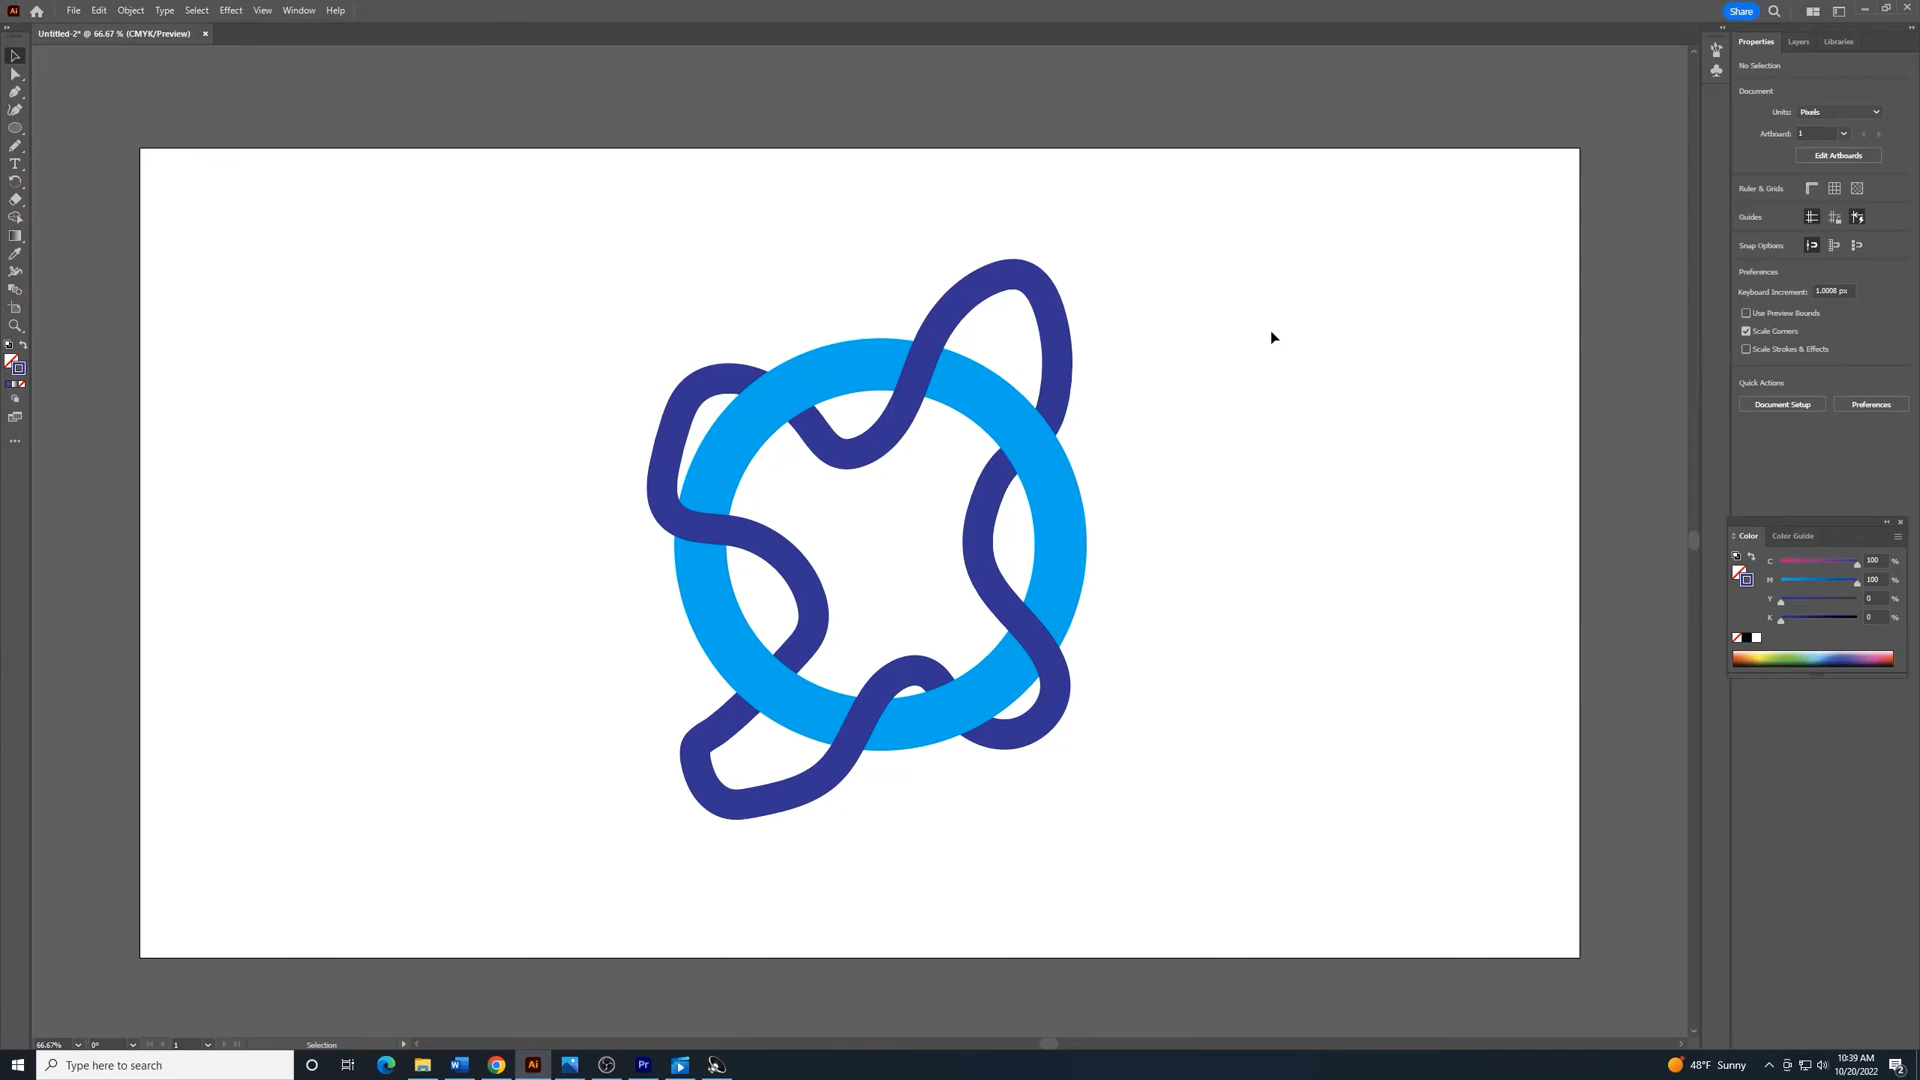 Ai File Edit Object Type Select Effect View Window Help Share
Untitled-2* @ 66.67 % (CMYK/Preview) ×
Properties Layers Libraries
No Selection
Document
Units: Pixels
Artboard: 1
Edit Artboards
Ruler & Grids
Guides
Snap Options
Preferences
Keyboard Increment: 1.0008 px
Use Preview Bounds
Scale Corners
Scale Strokes & Effects
Quick Actions
Document Setup Preferences
Color Color Guide
C 100 %
M 100 %
Y 0 %
K 0 %
66.67% 0° 1 Selection
Type here to search
Ai Pr
48°F Sunny
10:39 AM
10/20/2022
2